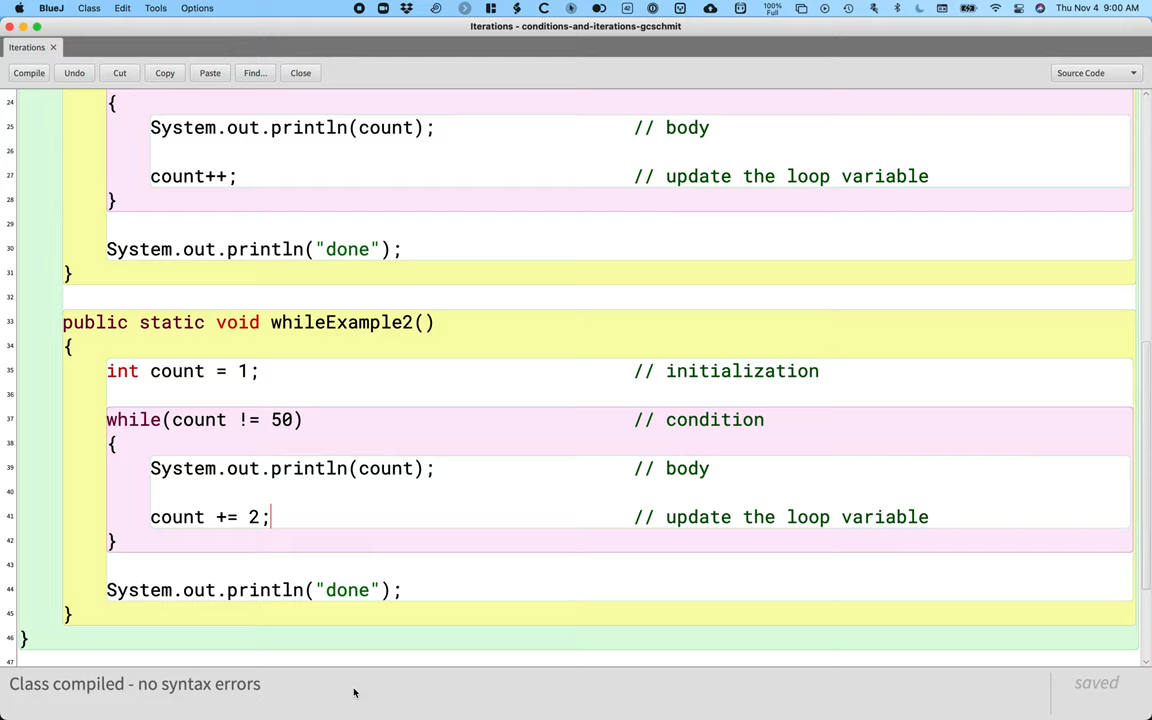 BlueJ Class Edit Tools Options 42 100% Full Thu Nov 4 9:00 AM
Iterations - conditions-and-iterations-gcschmit
Iterations ×
Compile Undo Cut Copy Paste Find... Close Source Code
24 {
25 System.out.println(count); // body
26
27 count++; // update the loop variable
28 }
29
30 System.out.println("done");
31 }
32
33 public static void whileExample2()
34 {
35 int count = 1; // initialization
36
37 while(count != 50) // condition
38 {
39 System.out.println(count); // body
40
41 count += 2; // update the loop variable
42 }
43
44 System.out.println("done");
45 }
46 }
47
Class compiled - no syntax errors saved